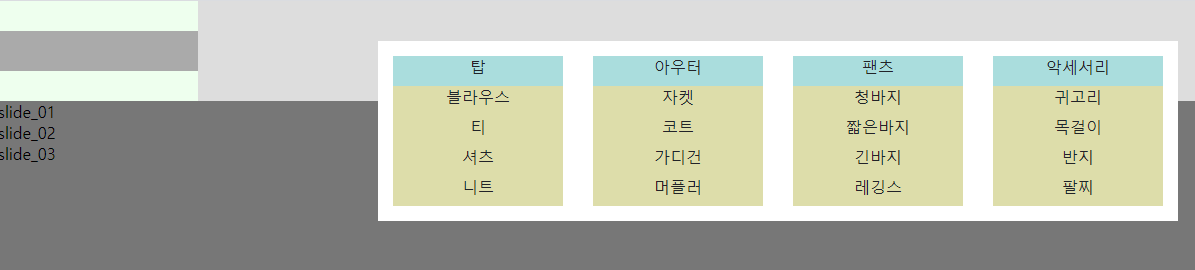 탑 아우터 팬츠 악세서리
블라우스 자켓 청바지 귀고리
slide_01
티 코트 짧은바지 목걸이
slide_02
셔츠 가디건 긴바지 반지
slide_03
니트 머플러 레깅스 팔찌